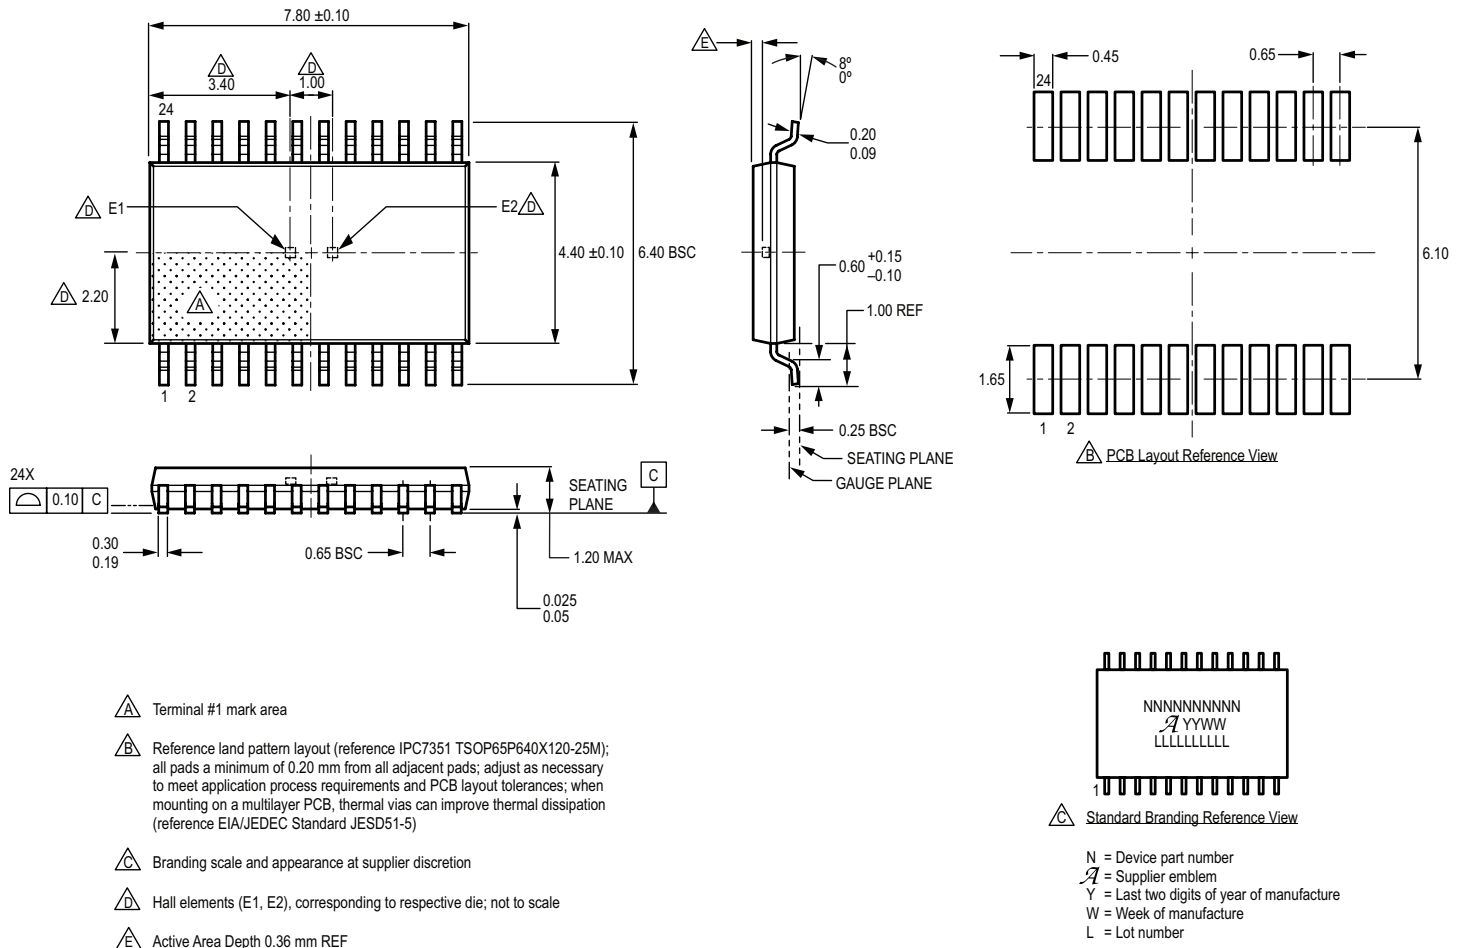 7.80 ±0.10
D
3.40
D
1.00
24
D E1
E2 D
D 2.20
A
4.40 ±0.10
6.40 BSC
1 2
E
8º
0º
0.20
0.09
0.60 +0.15
–0.10
1.00 REF
0.25 BSC
SEATING PLANE
GAUGE PLANE
24
0.45
0.65
6.10
1.65
1 2
B PCB Layout Reference View
24X
0.10 C
0.30
0.19
0.65 BSC
SEATING
PLANE
C
1.20 MAX
0.025
0.05
A Terminal #1 mark area
B Reference land pattern layout (reference IPC7351 TSOP65P640X120-25M);
all pads a minimum of 0.20 mm from all adjacent pads; adjust as necessary
to meet application process requirements and PCB layout tolerances; when
mounting on a multilayer PCB, thermal vias can improve thermal dissipation
(reference EIA/JEDEC Standard JESD51-5)
C Branding scale and appearance at supplier discretion
D Hall elements (E1, E2), corresponding to respective die; not to scale
E Active Area Depth 0.36 mm REF
NNNNNNNNNN
A YYWW
LLLLLLLLLL
1
C Standard Branding Reference View
N = Device part number
A = Supplier emblem
Y = Last two digits of year of manufacture
W = Week of manufacture
L = Lot number